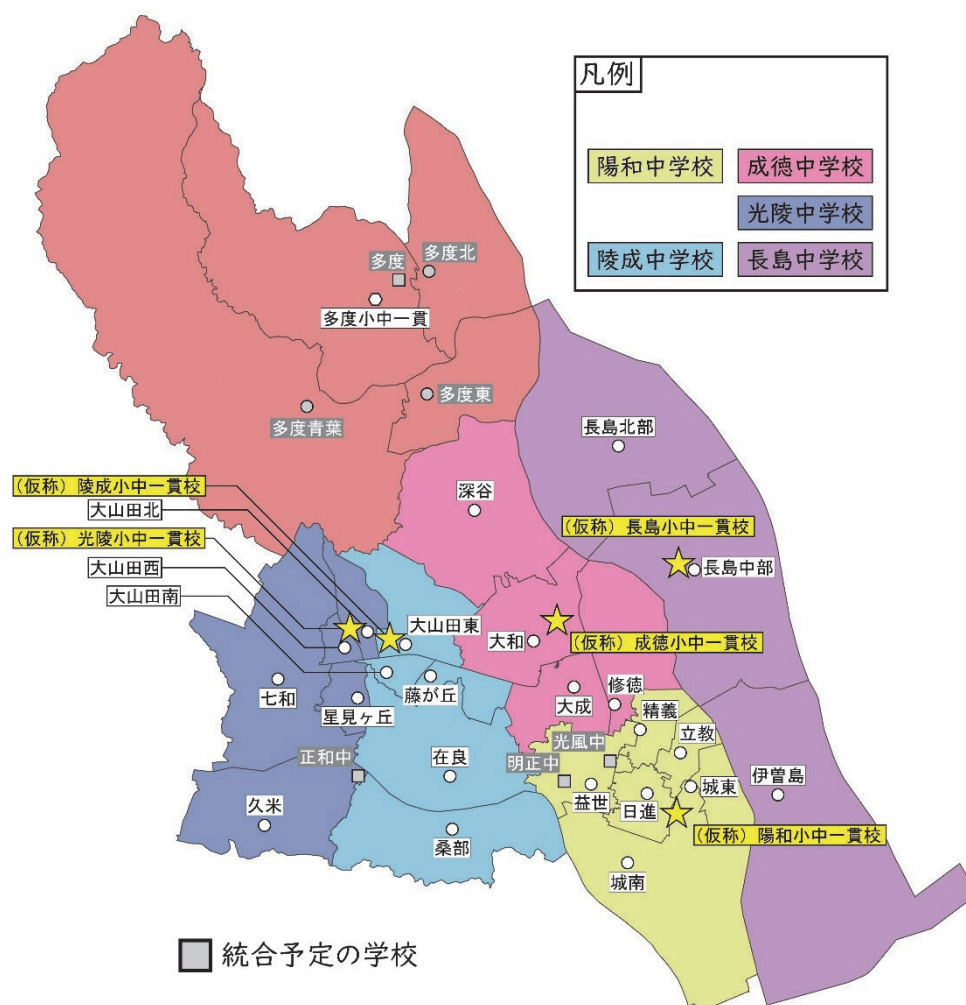 凡例
陽和中学校
成徳中学校
光陵中学校
陵成中学校
長島中学校
多度
多度北
多度小中一貫
多度東
多度青葉
長島北部
(仮称)陵成小中一貫校
大山田北
(仮称)光陵小中一貫校
大山田西
大山田南
深谷
(仮称)長島小中一貫校
長島中部
大山田東
大和
(仮称)成徳小中一貫校
七和
星見ヶ丘
藤が丘
大成
修徳
精義
立教
光風中
正和中
明正中
在良
益世
日進
城東
伊曽島
久米
桑部
(仮称)陽和小中一貫校
城南
統合予定の学校